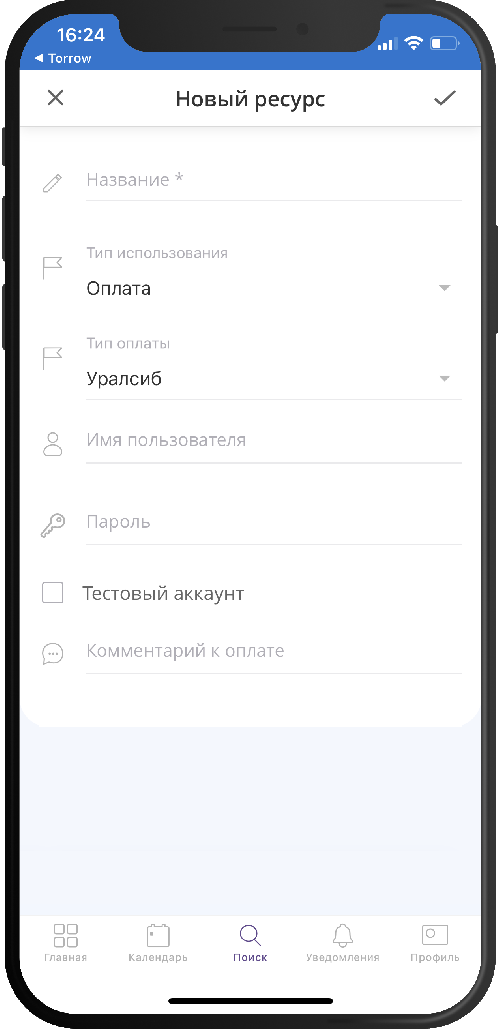 16:24
◀ Torrow
Новый ресурс
Название *
Тип использования
Оплата
Тип оплаты
Уралсиб
Имя пользователя
Пароль
Тестовый аккаунт
Комментарий к оплате
Главная
Календарь
Поиск
Уведомления
Профиль